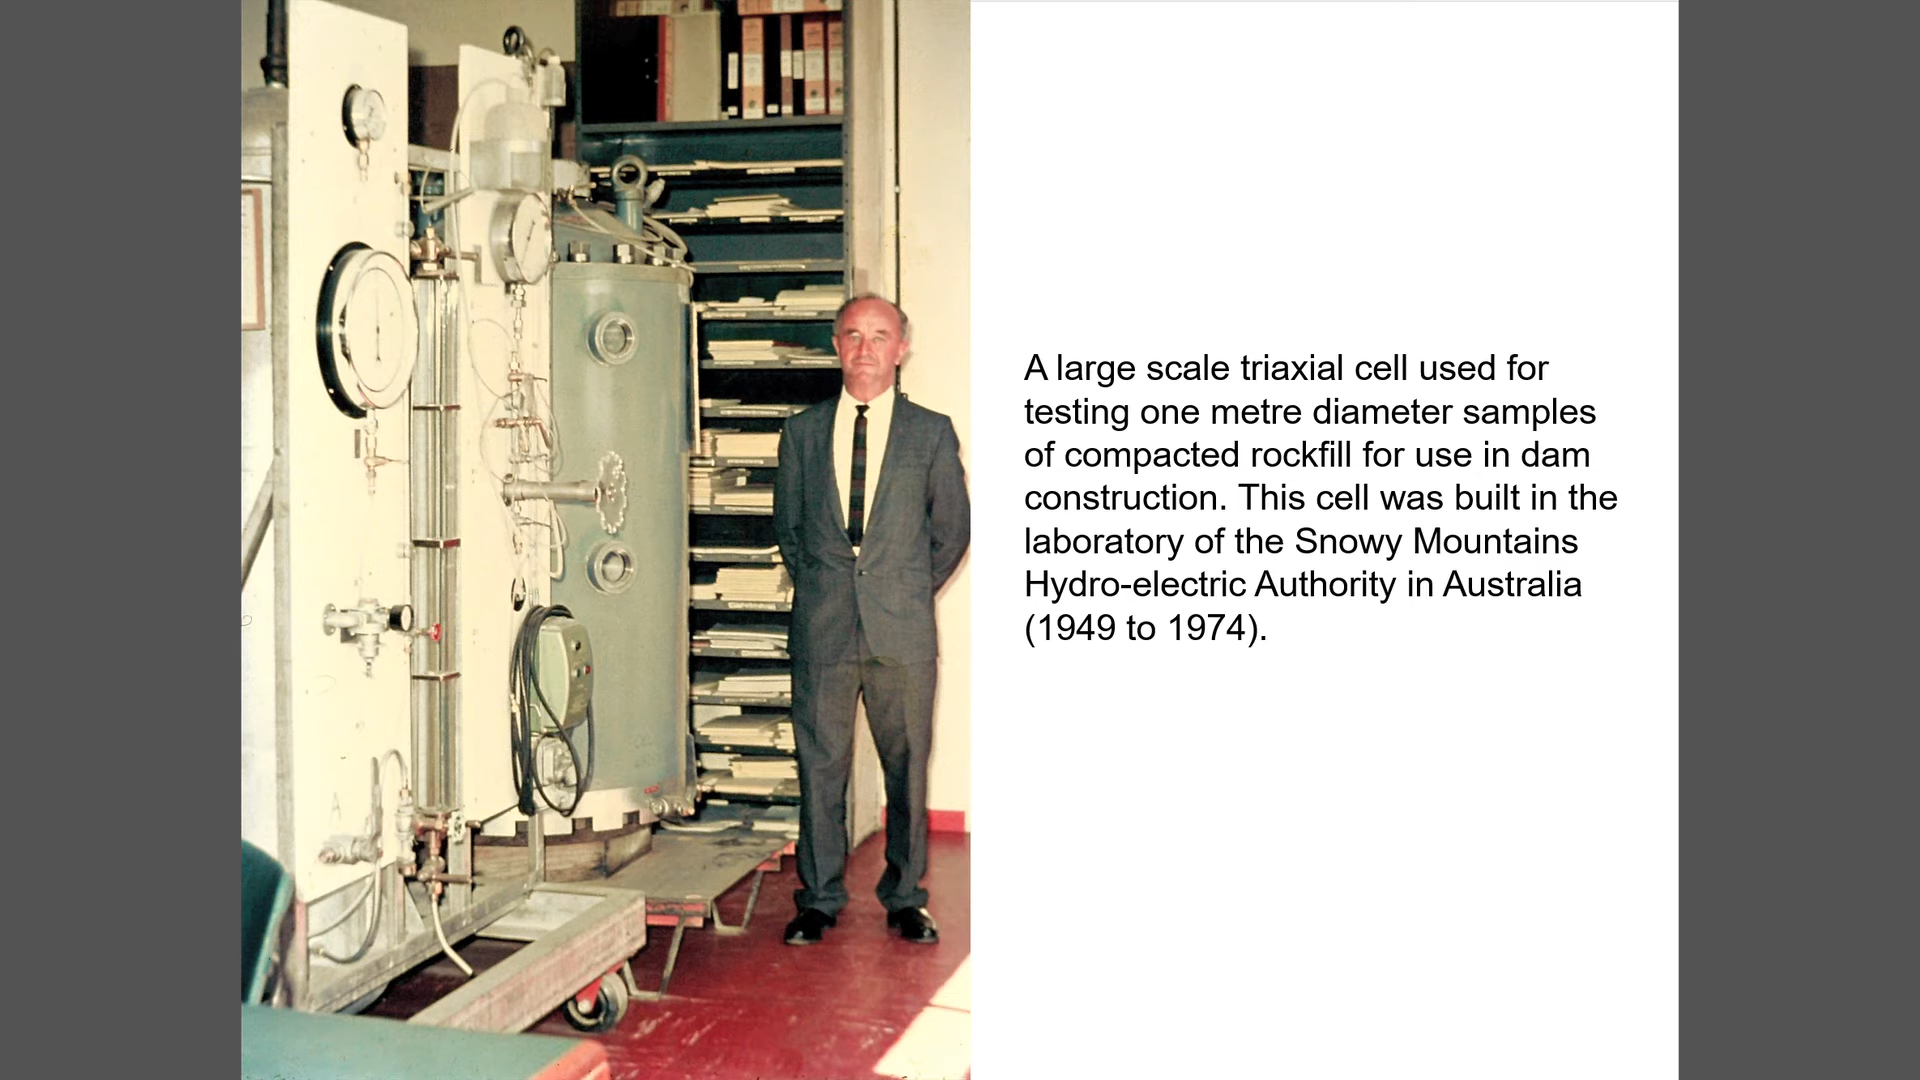 A large scale triaxial cell used for
testing one metre diameter samples
of compacted rockfill for use in dam
construction. This cell was built in the
laboratory of the Snowy Mountains
Hydro-electric Authority in Australia
(1949 to 1974).